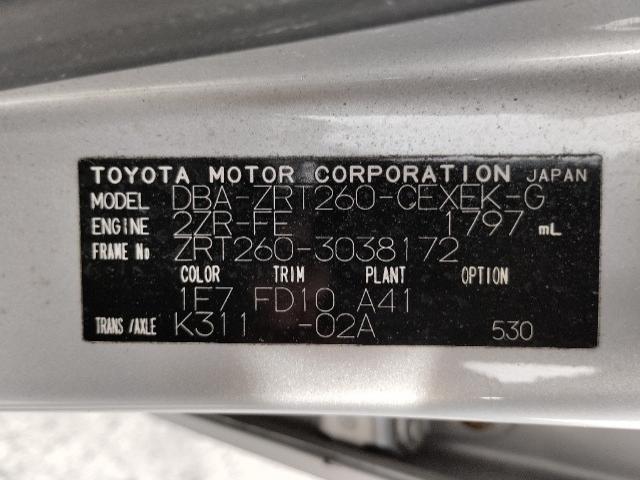 TOYOTA MOTOR CORPORATION JAPAN
MODEL DBA-ZRT260-CEXEK-G
ENGINE 2ZR-FE 1797 mL
FRAME No ZRT260-3038172
COLOR TRIM PLANT OPTION
1E7 FD10 A41
TRANS/AXLE K311 -02A 530